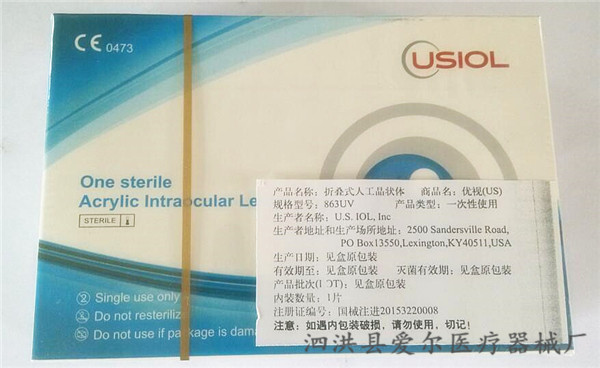 CE 0473
USIOL
One sterile
Acrylic Intraocular Le
STERILE
产品名称：折叠式人工晶状体 商品名：优视(US)
规格型号：863UV 产品类型：一次性使用
生产者名称：U.S. IOL, Inc
生产者地址和生产场所地址：2500 Sandersville Road,
PO Box13550,Lexington,KY40511,USA
生产日期：见盒原包装
有效期至：见盒原包装 灭菌有效期：见盒原包装
产品批次(LOT)：见盒原包装
内装数量：1片
注册证编号：国械注进20153220008
注意：如遇内包装破损，请勿使用，切记！
Single use only
Do not resterili
Do not use if package is dama
泗洪县爱尔医疗器械厂